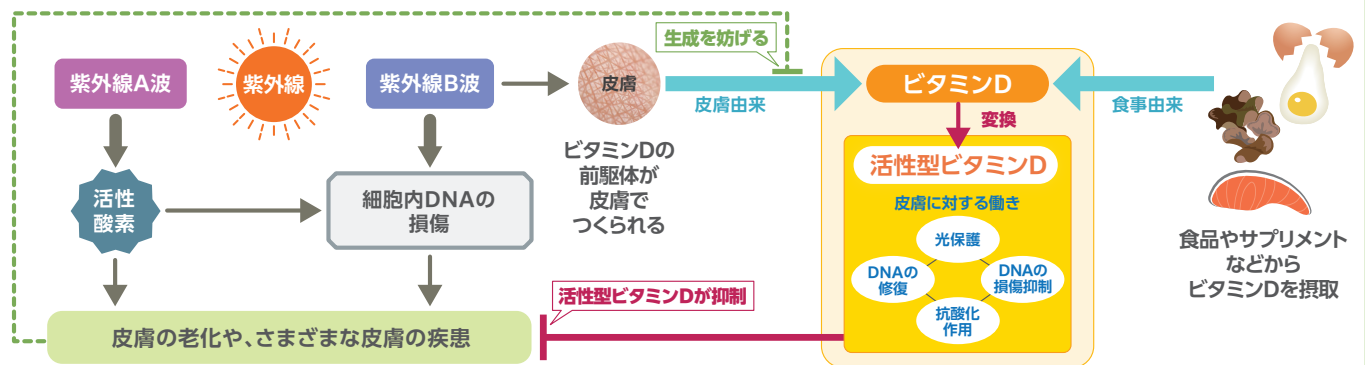 生成を妨げる
紫外線A波
紫外線
紫外線B波
皮膚
皮膚由来
ビタミンD
食事由来
変換
活性型ビタミンD
ビタミンDの
前駆体が
皮膚で
つくられる
活性
酸素
細胞内DNAの
損傷
皮膚に対する働き
光保護
DNAの
修復
DNAの
損傷抑制
抗酸化
作用
食品やサプリメント
などから
ビタミンDを摂取
活性型ビタミンDが抑制
皮膚の老化や、さまざまな皮膚の疾患